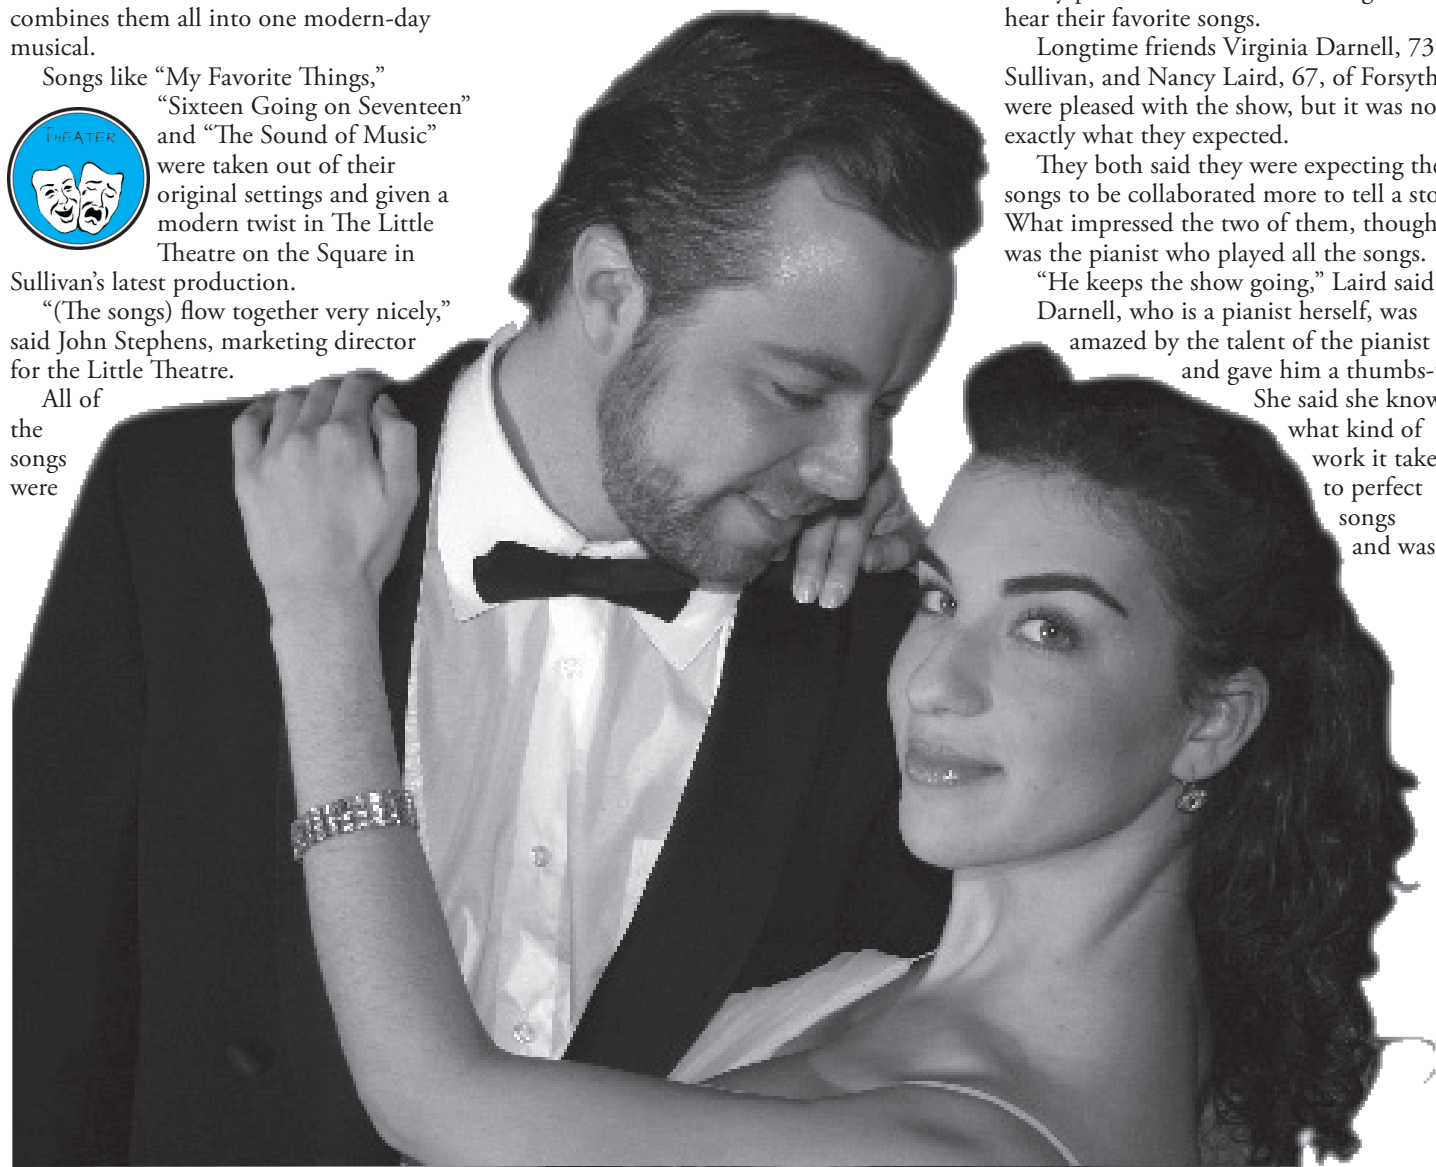 combines them all into one modern-day
musical.
Songs like “My Favorite Things,”
“Sixteen Going on Seventeen”
and “The Sound of Music”
were taken out of their
original settings and given a
modern twist in The Little
Theatre on the Square in
Sullivan’s latest production.
“(The songs) flow together very nicely,”
said John Stephens, marketing director
for the Little Theatre.
All of
the
songs
were
THEATER
hear their favorite songs.
Longtime friends Virginia Darnell, 73
Sullivan, and Nancy Laird, 67, of Forsyth
were pleased with the show, but it was no
exactly what they expected.
They both said they were expecting the
songs to be collaborated more to tell a sto
What impressed the two of them, though
was the pianist who played all the songs.
“He keeps the show going,” Laird said
Darnell, who is a pianist herself, was
amazed by the talent of the pianist
and gave him a thumbs-
She said she know
what kind of
work it take
to perfect
songs
and was